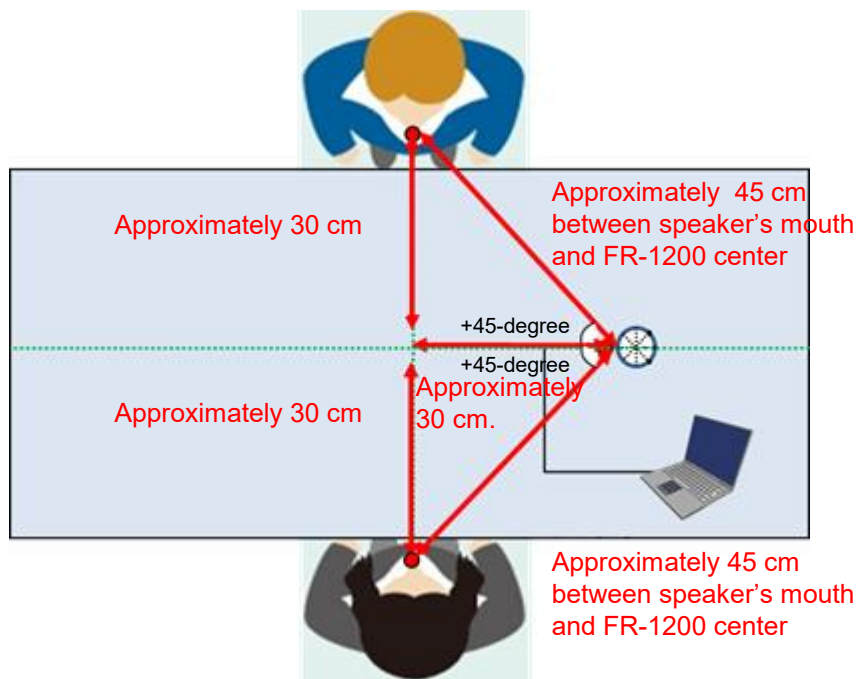 Approximately 45 cm
between speaker's mouth
and FR-1200 center
Approximately 30 cm
+45-degree
+45-degree
Approximately
30 cm.
Approximately 30 cm
Approximately 45 cm
between speaker's mouth
and FR-1200 center